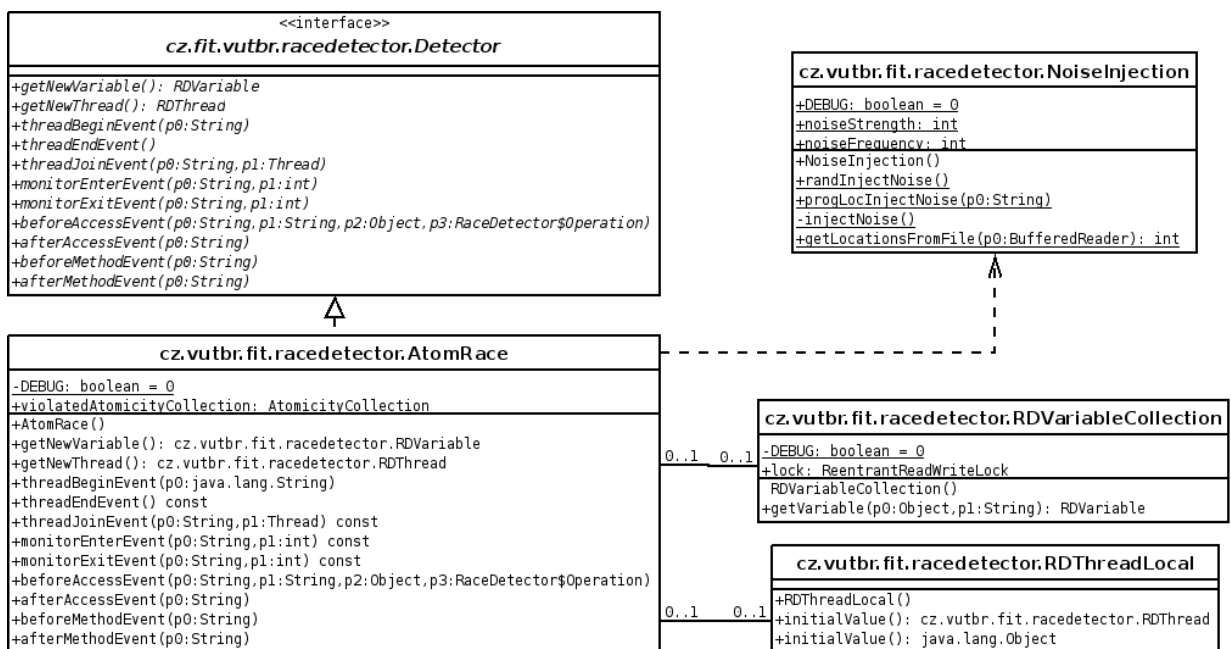 <<interface>>
cz.fit.vutbr.racedetector.Detector
+getNewVariable(): RDVariable
+getNewThread(): RDThread
+threadBeginEvent(p0:String)
+threadEndEvent()
+threadJoinEvent(p0:String,p1:Thread)
+monitorEnterEvent(p0:String,p1:int)
+monitorExitEvent(p0:String,p1:int)
+beforeAccessEvent(p0:String,p1:String,p2:Object,p3:RaceDetector$Operation)
+afterAccessEvent(p0:String)
+beforeMethodEvent(p0:String)
+afterMethodEvent(p0:String)
cz.vutbr.fit.racedetector.NoiseInjection
+DEBUG: boolean = 0
+noiseStrength: int
+noiseFrequency: int
+NoiseInjection()
+randInjectNoise()
+progLocInjectNoise(p0:String)
-injectNoise()
+getLocationsFromFile(p0:BufferedReader): int
cz.vutbr.fit.racedetector.AtomRace
-DEBUG: boolean = 0
+violatedAtomicityCollection: AtomicityCollection
+AtomRace()
+getNewVariable(): cz.vutbr.fit.racedetector.RDVariable
+getNewThread(): cz.vutbr.fit.racedetector.RDThread
+threadBeginEvent(p0:java.lang.String)
+threadEndEvent() const
+threadJoinEvent(p0:String,p1:Thread) const
+monitorEnterEvent(p0:String,p1:int) const
+monitorExitEvent(p0:String,p1:int) const
+beforeAccessEvent(p0:String,p1:String,p2:Object,p3:RaceDetector$Operation)
+afterAccessEvent(p0:String)
+beforeMethodEvent(p0:String)
+afterMethodEvent(p0:String)
0..1 0..1
cz.vutbr.fit.racedetector.RDVariableCollection
-DEBUG: boolean = 0
+lock: ReentrantReadWriteLock
RDVariableCollection()
+getVariable(p0:Object,p1:String): RDVariable
0..1 0..1
cz.vutbr.fit.racedetector.RDThreadLocal
+RDThreadLocal()
+initialValue(): cz.vutbr.fit.racedetector.RDThread
+initialValue(): java.lang.Object